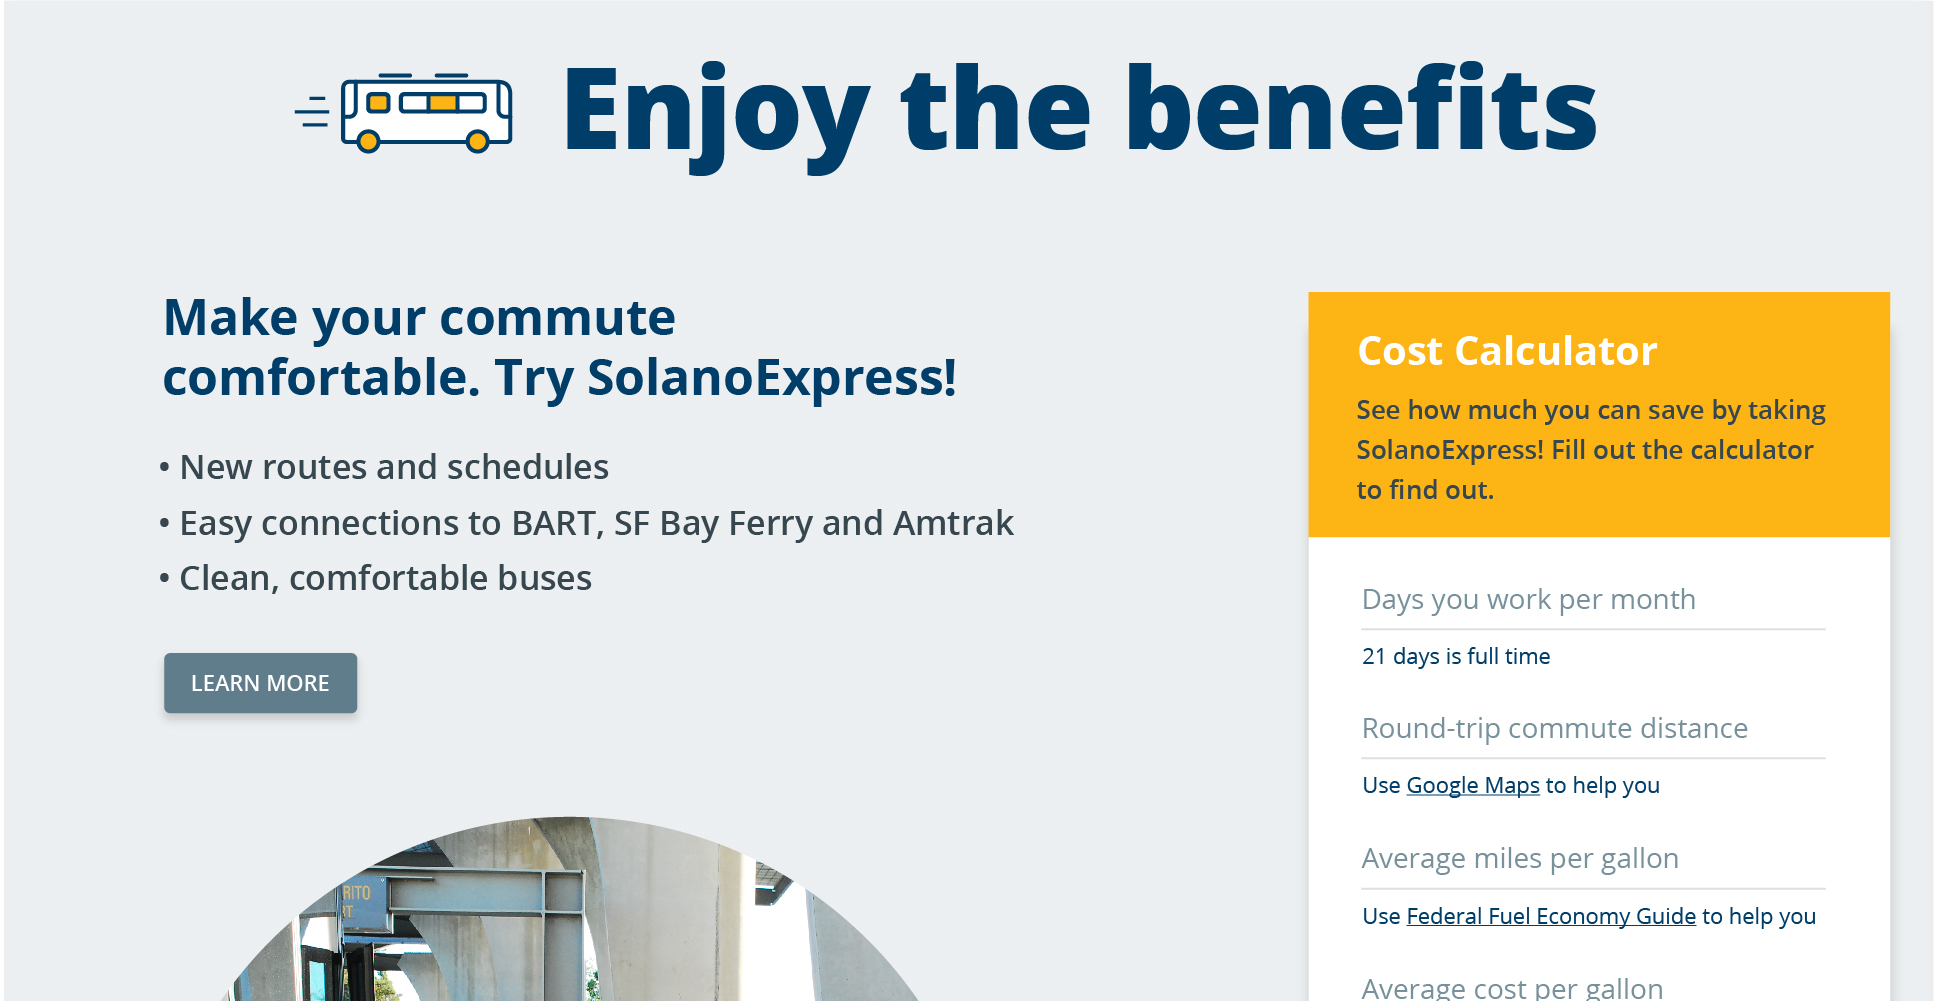 Enjoy the benefits
Make your commute
comfortable. Try SolanoExpress!
• New routes and schedules
• Easy connections to BART, SF Bay Ferry and Amtrak
• Clean, comfortable buses
LEARN MORE
Cost Calculator
See how much you can save by taking
SolanoExpress! Fill out the calculator
to find out.
Days you work per month
21 days is full time
Round-trip commute distance
Use Google Maps to help you
Average miles per gallon
Use Federal Fuel Economy Guide to help you
Average cost per gallon